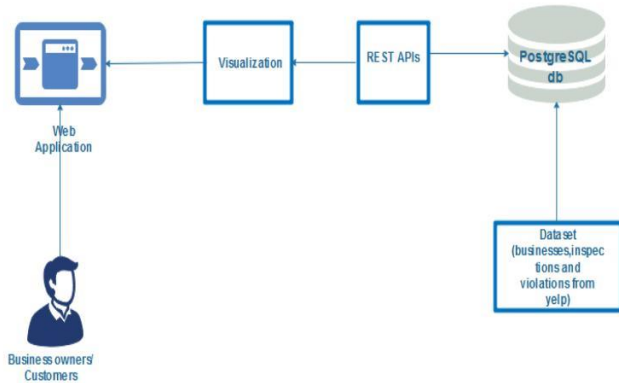 Visualization
REST APIs
PostgreSQL
db
Web
Application
Dataset
(businesses,inspec
tions and
violations from
yelp)
Business owners/
Customers